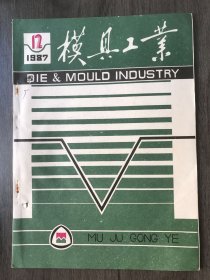 12
1987
模具工業
DIE & MOULD INDUSTRY
MU JU GONG YE